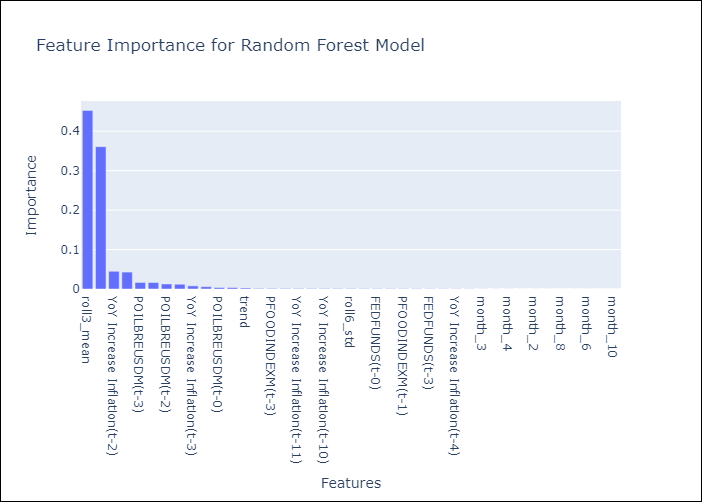 Feature Importance for Random Forest Model
Importance
0.4
0.3
0.2
0.1
0
roll3_mean
YoY Increase Inflation(t-2)
POILBREUSDM(t-3)
POILBREUSDM(t-2)
YoY Increase Inflation(t-3)
POILBREUSDM(t-0)
trend
PFOODINDEXM(t-3)
YoY Increase Inflation(t-11)
YoY Increase Inflation(t-10)
roll6_std
FEDFUNDS(t-0)
PFOODINDEXM(t-1)
FEDFUNDS(t-3)
YoY Increase Inflation(t-4)
month_3
month_4
month_2
month_8
month_6
month_10
Features